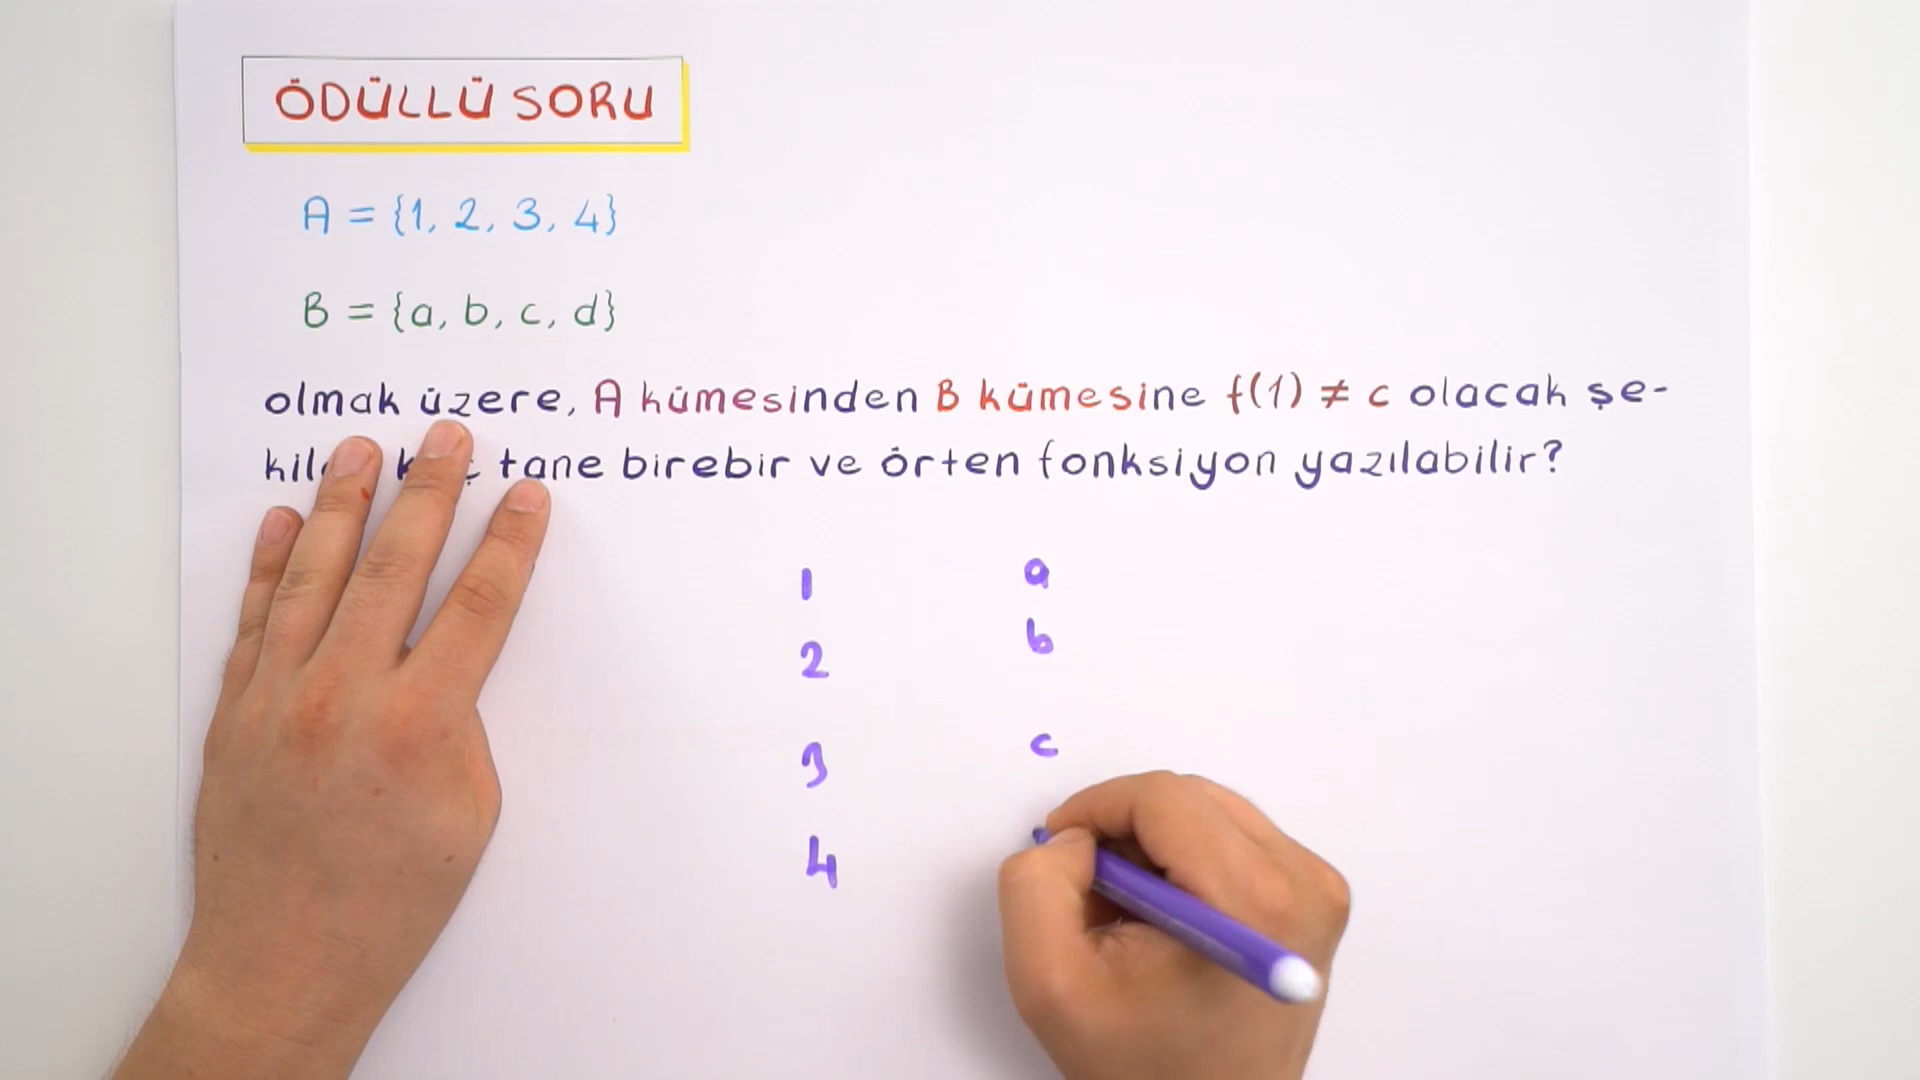 ÖDÜLLÜ SORU
A = {1, 2, 3, 4}
B = {a, b, c, d}
olmak üzere, A kümesinden B kümesine f(1) ≠ c olacak şe-
tane birebir ve örten fonksiyon yazılabilir?
1 a
2 b
3 c
4